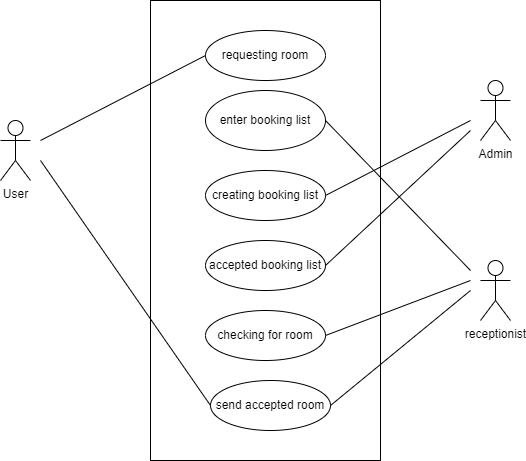 requesting room
enter booking list
User
Admin
creating booking list
accepted booking list
checking for room
receptionist
send accepted room